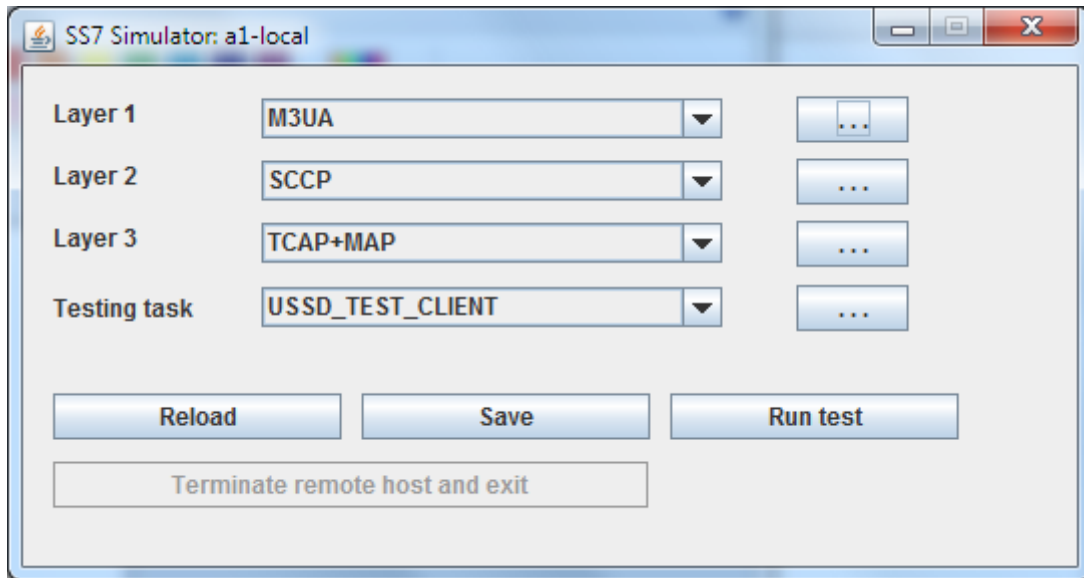 SS7 Simulator: a1-local
Layer 1 M3UA ...
Layer 2 SCCP ...
Layer 3 TCAP+MAP ...
Testing task USSD_TEST_CLIENT ...
Reload Save Run test
Terminate remote host and exit